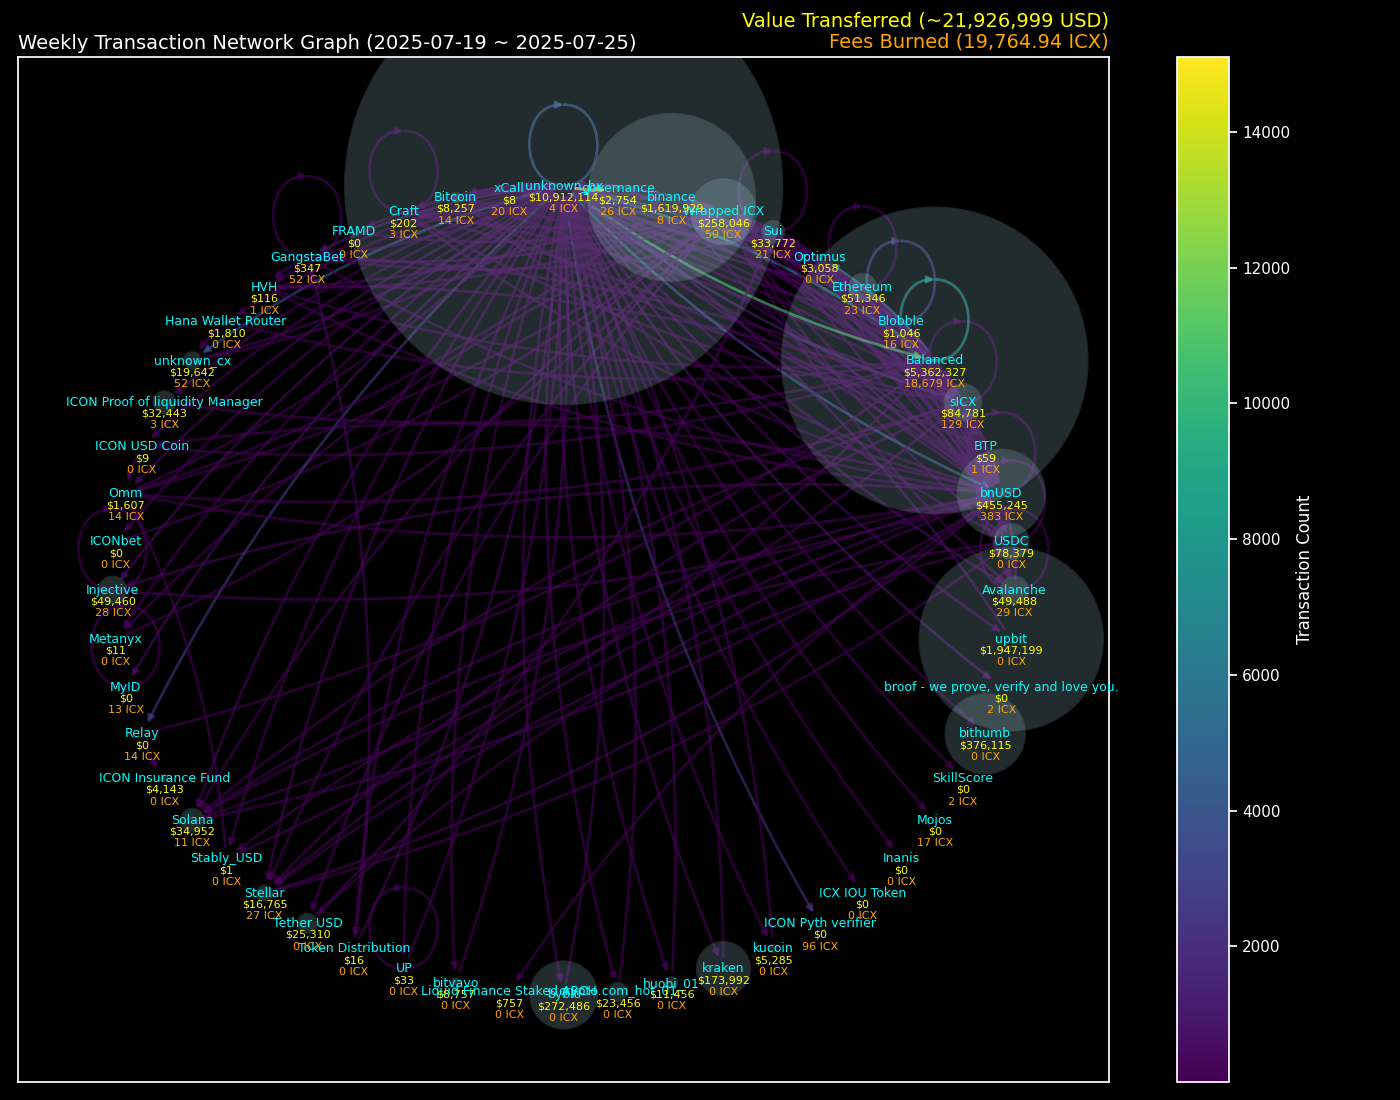 Value Transferred (~21,926,999 USD)
Weekly Transaction Network Graph (2025-07-19 ~ 2025-07-25)
Fees Burned (19,764.94 ICX)
unknown_hx
$10,912,114
4 ICX
governance
$2,754
26 ICX
binance
$1,619,929
8 ICX
Wrapped ICX
$258,046
59 ICX
Sui
$33,772
21 ICX
Optimus
$3,058
0 ICX
Ethereum
$51,346
23 ICX
Blobble
$1,046
16 ICX
Balanced
$5,362,327
18,679 ICX
sICX
$84,781
129 ICX
BTP
$59
1 ICX
bnUSD
$455,245
383 ICX
USDC
$78,379
0 ICX
Avalanche
$49,488
29 ICX
upbit
$1,947,199
0 ICX
broof - we prove, verify and love you.
$0
2 ICX
bithumb
$376,115
0 ICX
SkillScore
$0
2 ICX
Mojos
$0
17 ICX
Inanis
$0
0 ICX
ICX IOU Token
$0
0 ICX
ICON Pyth verifier
$0
96 ICX
kucoin
$5,285
0 ICX
kraken
$173,992
0 ICX
huobi_01
$11,456
0 ICX
$23,456
0 ICX
$272,486
0 ICX
$757
0 ICX
bitvavo
0 ICX
UP
$33
0 ICX
Token Distribution
$16
0 ICX
Tether USD
$25,310
0 ICX
Stellar
$16,765
27 ICX
Stably_USD
$1
0 ICX
Solana
$34,952
11 ICX
ICON Insurance Fund
$4,143
0 ICX
Relay
$0
14 ICX
MyID
$0
13 ICX
Metanyx
$11
0 ICX
Injective
$49,460
28 ICX
ICONbet
$0
0 ICX
Omm
$1,607
14 ICX
ICON USD Coin
$9
0 ICX
ICON Proof of liquidity Manager
$32,443
3 ICX
unknown_cx
$19,642
52 ICX
Hana Wallet Router
$1,810
0 ICX
HVH
$116
1 ICX
GangstaBet
$347
52 ICX
FRAMD
$0
0 ICX
Craft
$202
3 ICX
Bitcoin
$8,257
14 ICX
xCall
$8
20 ICX
14000
12000
10000
8000
6000
4000
2000
Transaction Count